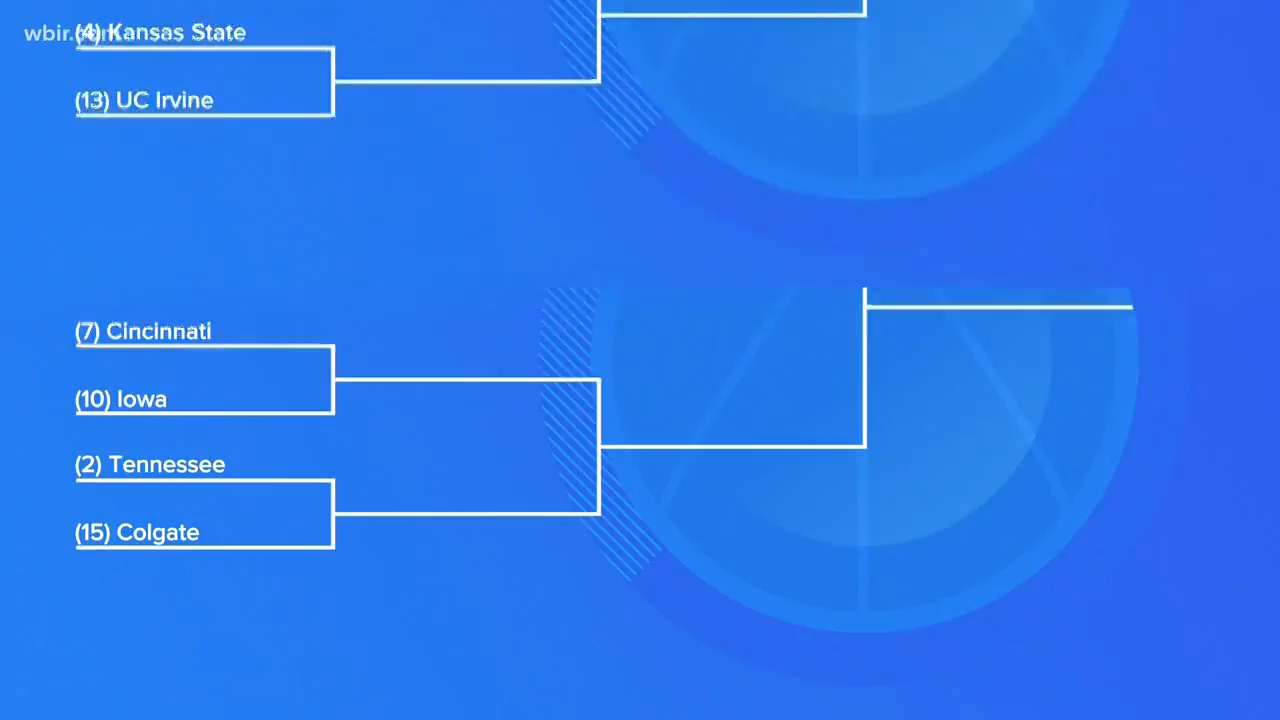 (4) Kansas State
(13) UC Irvine
(7) Cincinnati
(10) Iowa
(2) Tennessee
(15) Colgate